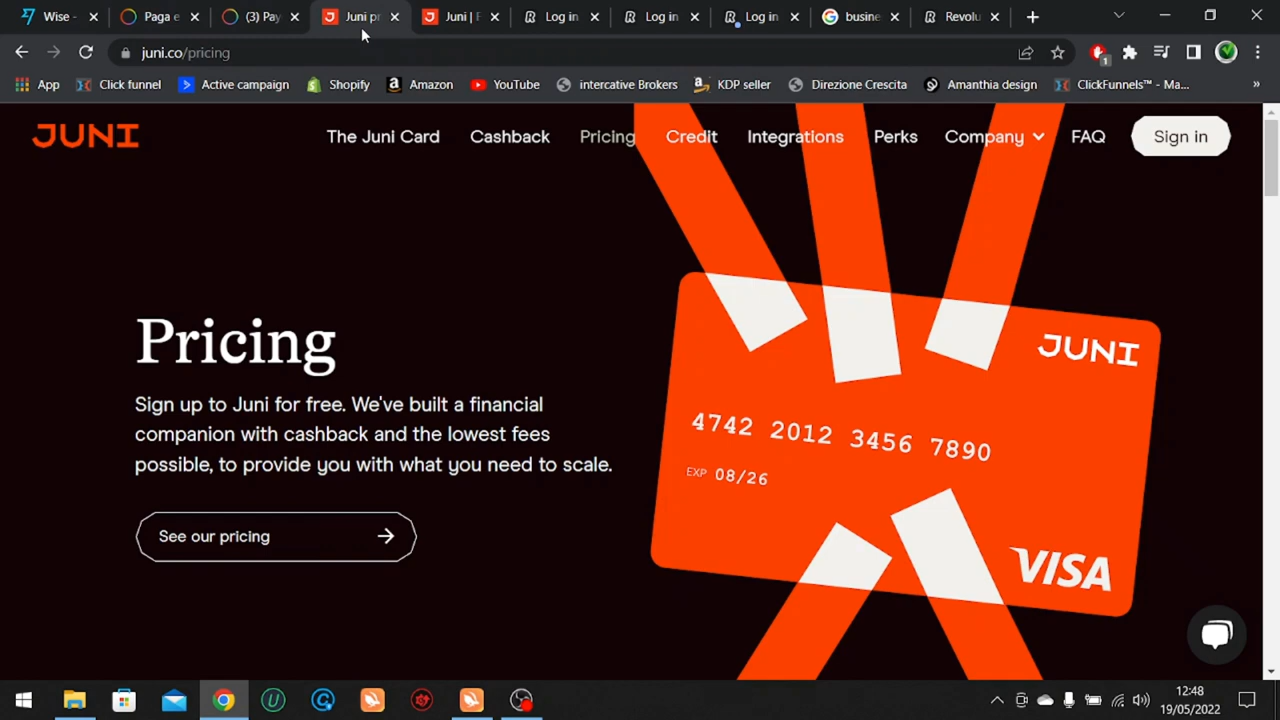 Wise -
Paga e
(3) Pay
Juni pr
Juni | F
Log in
Log in
Log in
busine
Revolu
juni.co/pricing
1
App
Click funnel
Active campaign
Shopify
Amazon
YouTube
intercative Brokers
KDP seller
Direzione Crescita
Amanthia design
ClickFunnels™ - Ma...
»
JUNI
The Juni Card
Cashback
Pricing
Credit
Integrations
Perks
Company
FAQ
Sign in
Pricing
Sign up to Juni for free. We've built a financial
companion with cashback and the lowest fees
possible, to provide you with what you need to scale.
See our pricing
JUNI
4742 2012 3456 7890
EXP 08/26
VISA
12:48
19/05/2022